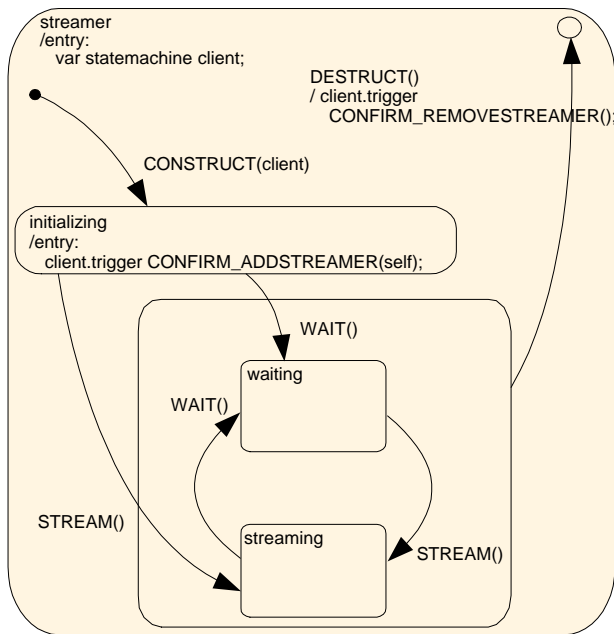 streamer
/entry:
var statemachine client;
DESTRUCT()
/ client.trigger
CONFIRM_REMOVESTREAMER();
CONSTRUCT(client)
initializing
/entry:
client.trigger CONFIRM_ADDSTREAMER(self);
WAIT()
waiting
WAIT()
STREAM()
streaming
STREAM()